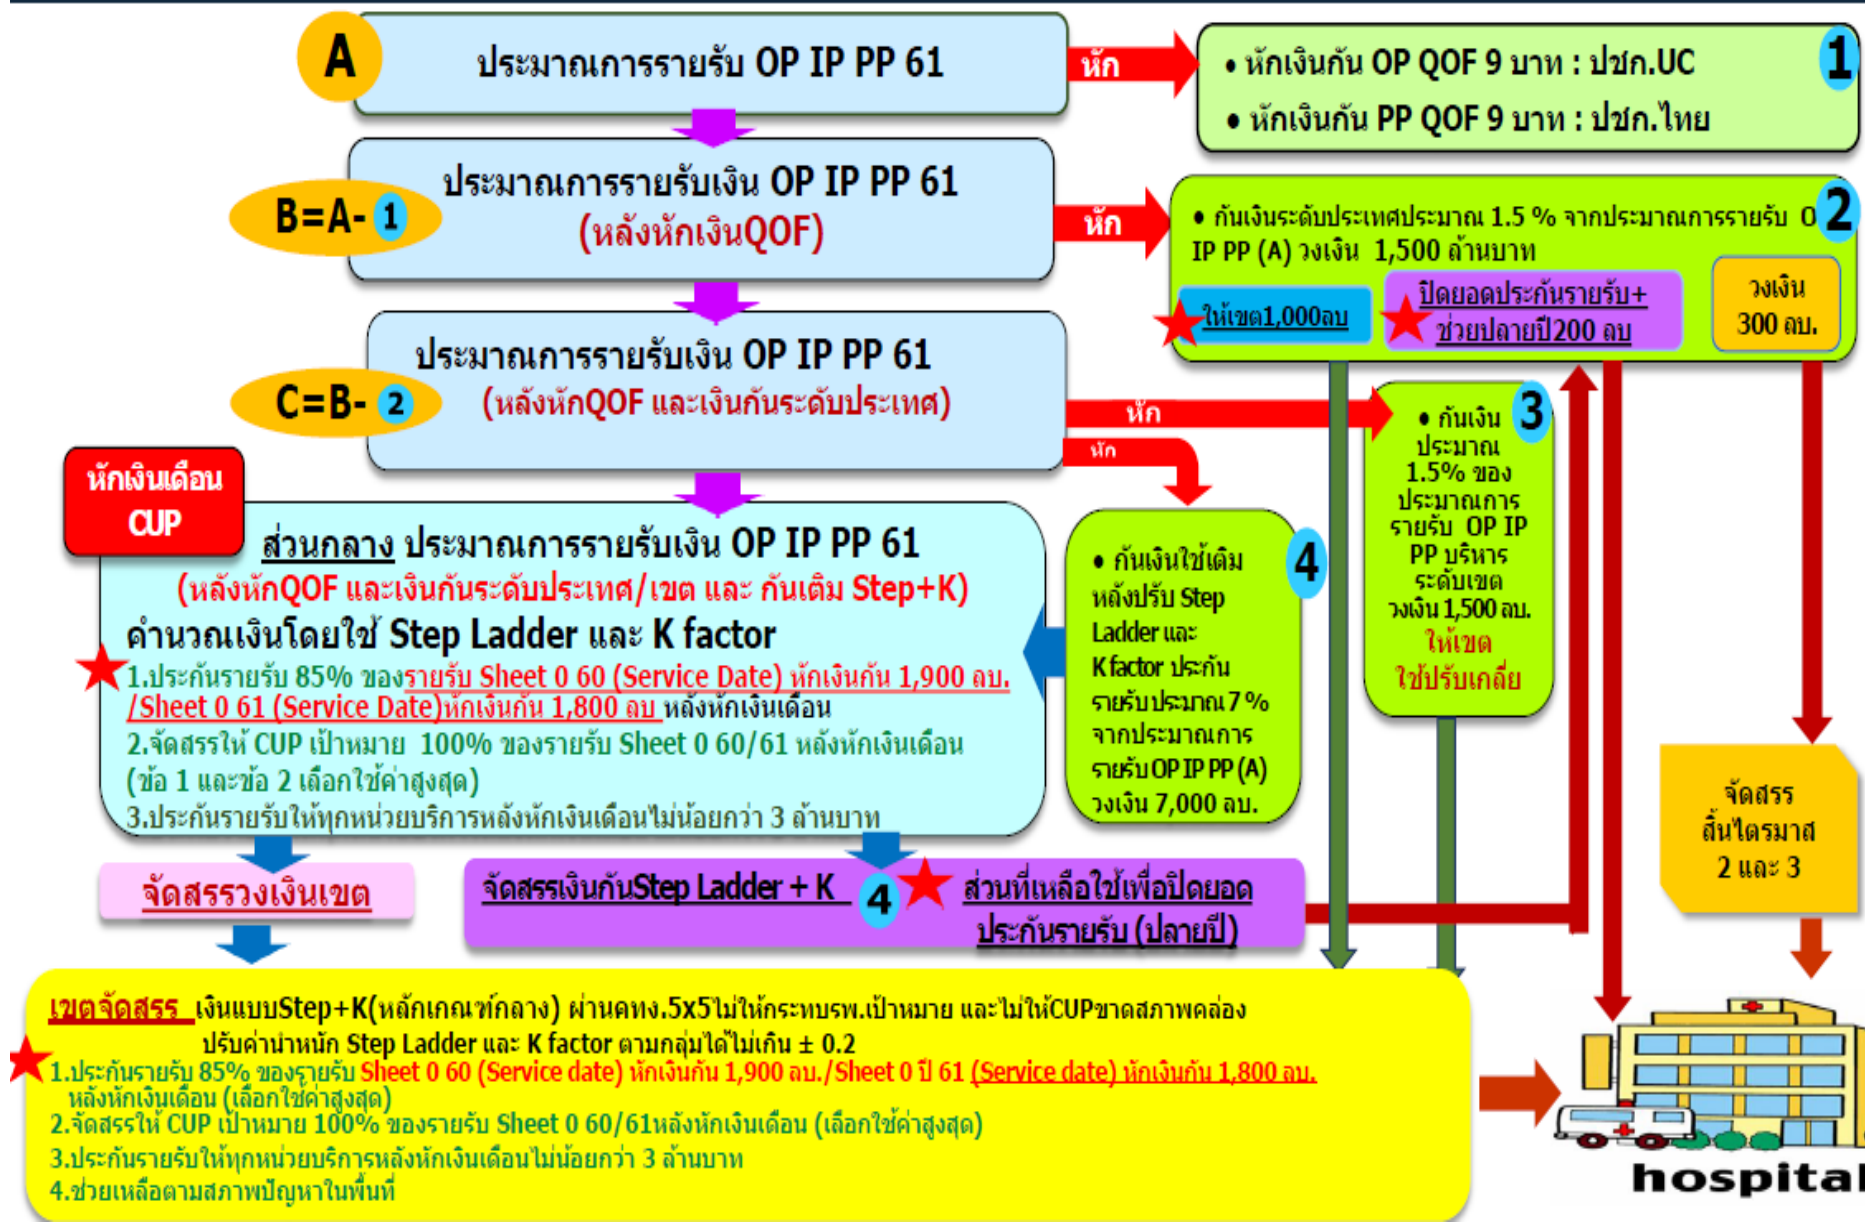 A
ประมาณการรายรับ OP IP PP 61
หัก
1
● หักเงินกัน OP QOF 9 บาท : ปชก.UC
● หักเงินกัน PP QOF 9 บาท : ปชก.ไทย
B=A- 1
ประมาณการรายรับเงิน OP IP PP 61
(หลังหักเงินQOF)
หัก
2
● กันเงินระดับประเทศประมาณ 1.5 % จากประมาณการรายรับ O
IP PP (A) วงเงิน 1,500 ล้านบาท
ให้เขต1,000ลบ
ปิดยอดประกันรายรับ+
ช่วยปลายปี200 ลบ
วงเงิน
300 ลบ.
C=B- 2
ประมาณการรายรับเงิน OP IP PP 61
(หลังหักQOF และเงินกันระดับประเทศ)
หัก
หัก
3
● กันเงิน
ประมาณ
1.5% ของ
ประมาณการ
รายรับ OP IP
PP บริหาร
ระดับเขต
วงเงิน 1,500 ลบ.
ให้เขต
ใช้ปรับเกลี่ย
หักเงินเดือน
CUP
ส่วนกลาง ประมาณการรายรับเงิน OP IP PP 61
(หลังหักQOF และเงินกันระดับประเทศ/เขต และ กันเติม Step+K)
คำนวณเงินโดยใช้ Step Ladder และ K factor
1.ประกันรายรับ 85% ของรายรับ Sheet 0 60 (Service Date) หักเงินกัน 1,900 ลบ.
/Sheet 0 61 (Service Date)หักเงินกัน 1,800 ลบ หลังหักเงินเดือน
2.จัดสรรให้ CUP เป้าหมาย 100% ของรายรับ Sheet 0 60/61 หลังหักเงินเดือน
(ข้อ 1 และข้อ 2 เลือกใช้ค่าสูงสุด)
3.ประกันรายรับให้ทุกหน่วยบริการหลังหักเงินเดือนไม่น้อยกว่า 3 ล้านบาท
4
● กันเงินใช้เติม
หลังปรับ Step
Ladder และ
K factor ประกัน
รายรับประมาณ 7 %
จากประมาณการ
รายรับ OP IP PP (A)
วงเงิน 7,000 ลบ.
จัดสรร
สิ้นไตรมาส
2 และ 3
จัดสรรวงเงินเขต
จัดสรรเงินกันStep Ladder + K
4
ส่วนที่เหลือใช้เพื่อปิดยอด
ประกันรายรับ (ปลายปี)
เขตจัดสรร เงินแบบStep+K(หลักเกณฑ์กลาง) ผ่านคทง.5x5ไม่ให้กระทบรพ.เป้าหมาย และไม่ให้CUPขาดสภาพคล่อง
ปรับค่าน้ำหนัก Step Ladder และ K factor ตามกลุ่มได้ไม่เกิน ± 0.2
1.ประกันรายรับ 85% ของรายรับ Sheet 0 60 (Service date) หักเงินกัน 1,900 ลบ./Sheet 0 ปี 61 (Service date) หักเงินกัน 1,800 ลบ.
หลังหักเงินเดือน (เลือกใช้ค่าสูงสุด)
2.จัดสรรให้ CUP เป้าหมาย 100% ของรายรับ Sheet 0 60/61หลังหักเงินเดือน (เลือกใช้ค่าสูงสุด)
3.ประกันรายรับให้ทุกหน่วยบริการหลังหักเงินเดือนไม่น้อยกว่า 3 ล้านบาท
4.ช่วยเหลือตามสภาพปัญหาในพื้นที่
hospital